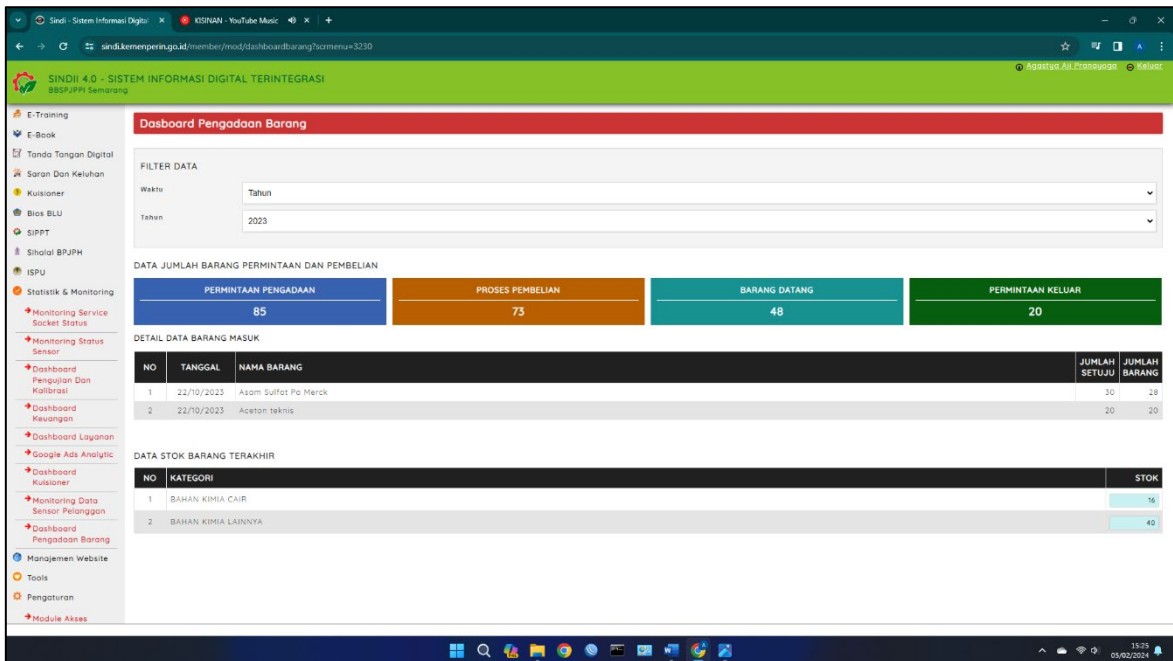 Sindi - Sistem Informasi Digital
KISINAN - YouTube Music
sindi.kemenperin.go.id/member/mod/dashboardbarang?scrmenu=3230
SINDII 4.0 - SISTEM INFORMASI DIGITAL TERINTEGRASI
BBSPJPPI Semarang
Agastya Aji Pranayoga Keluar
E-Training
E-Book
Tanda Tangan Digital
Saran Dan Keluhan
Kuisioner
Bios BLU
SIPPT
Sihalal BPJPH
ISPU
Statistik & Monitoring
Monitoring Service
Socket Status
Monitoring Status
Sensor
Dashboard
Pengujian Dan
Kalibrasi
Dashboard
Keuangan
Dashboard Layanan
Google Ads Analytic
Dashboard
Kuisioner
Monitoring Data
Sensor Pelanggan
Dashboard
Pengadaan Barang
Manajemen Website
Tools
Pengaturan
Module Akses
Dasboard Pengadaan Barang
FILTER DATA
Waktu Tahun
Tahun 2023
DATA JUMLAH BARANG PERMINTAAN DAN PEMBELIAN
PERMINTAAN PENGADAAN PROSES PEMBELIAN BARANG DATANG PERMINTAAN KELUAR
85 73 48 20
DETAIL DATA BARANG MASUK
NO TANGGAL NAMA BARANG JUMLAH SETUJU JUMLAH BARANG
1 22/10/2023 Asam Sulfat Pa Merck 30 28
2 22/10/2023 Aceton teknis 20 20
DATA STOK BARANG TERAKHIR
NO KATEGORI STOK
1 BAHAN KIMIA CAIR 16
2 BAHAN KIMIA LAINNYA 40
15:25
05/02/2024